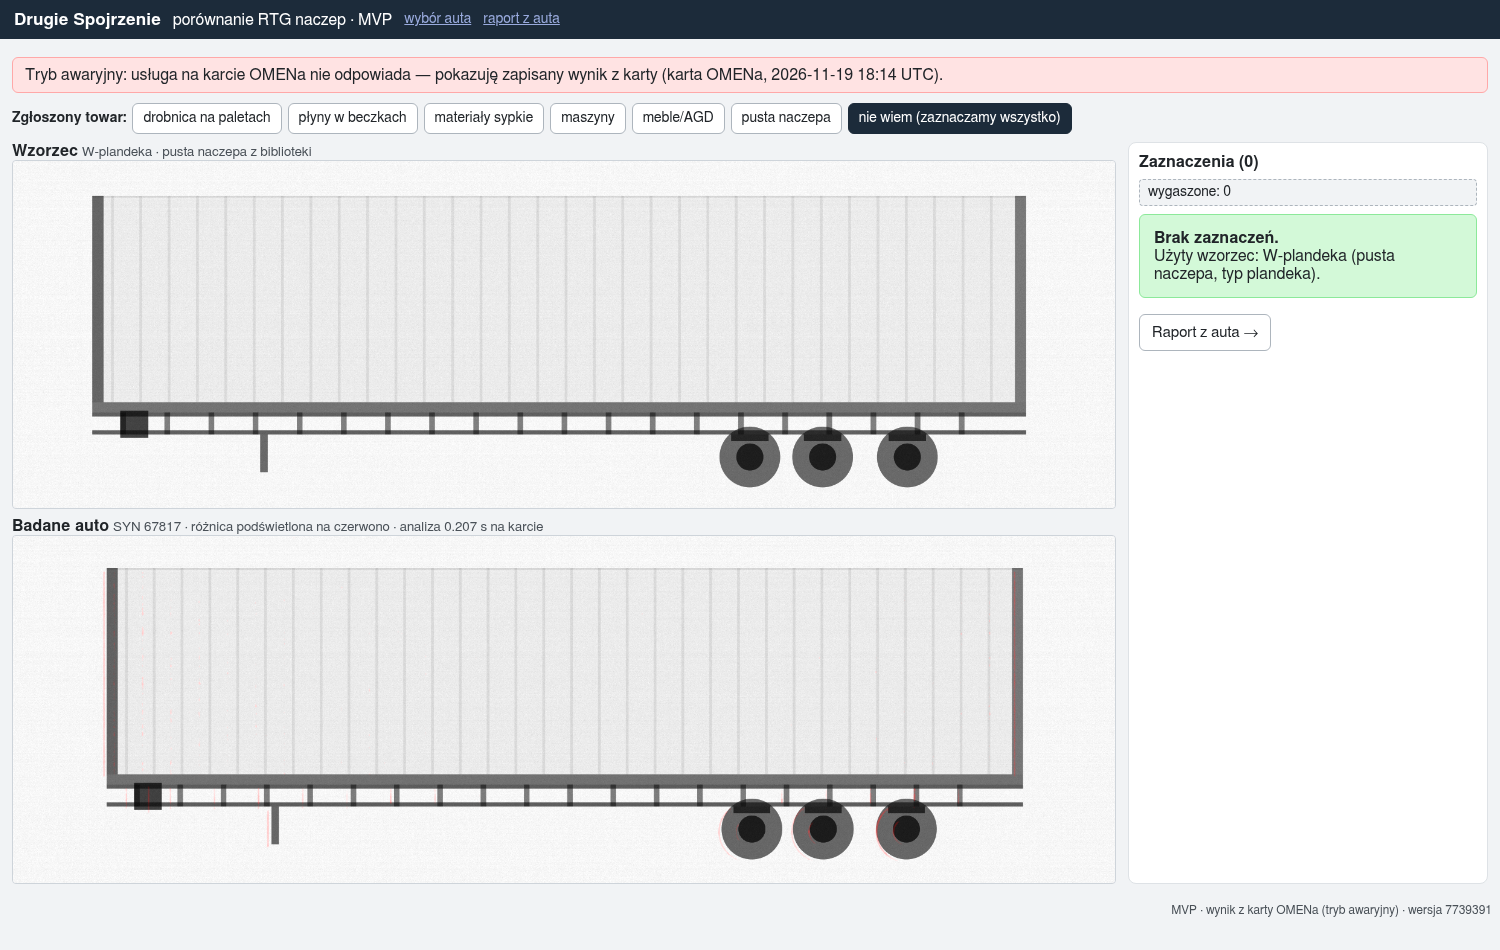 Drugie Spojrzenie porównanie RTG naczep · MVP wybór auta raport z auta
Tryb awaryjny: usługa na karcie OMENa nie odpowiada — pokazuję zapisany wynik z karty (karta OMENa, 2026-11-19 18:14 UTC).
Zgłoszony towar: drobnica na paletach płyny w beczkach materiały sypkie maszyny meble/AGD pusta naczepa nie wiem (zaznaczamy wszystko)
Wzorzec W-plandeka · pusta naczepa z biblioteki
Badane auto SYN 67817 · różnica podświetlona na czerwono · analiza 0.207 s na karcie
Zaznaczenia (0)
wygaszone: 0
Brak zaznaczeń.
Użyty wzorzec: W-plandeka (pusta
naczepa, typ plandeka).
Raport z auta →
MVP · wynik z karty OMENa (tryb awaryjny) · wersja 7739391